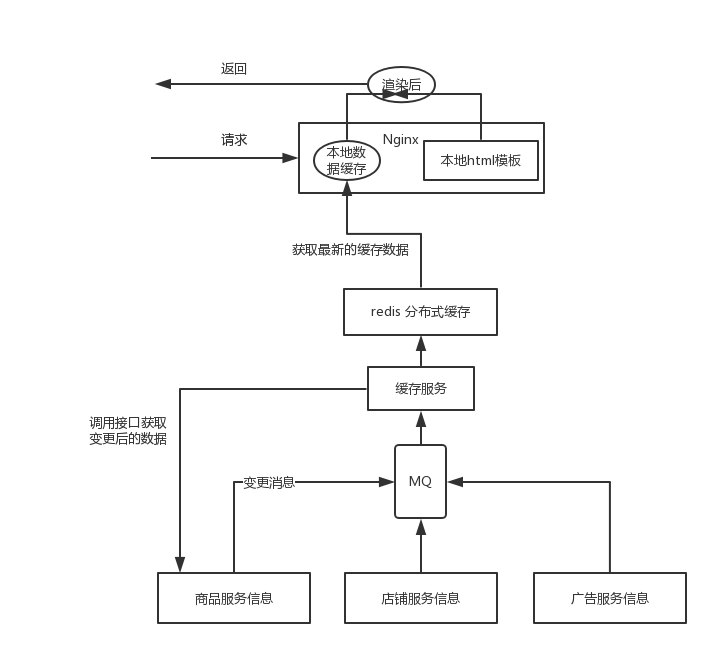 返回
渲染后
请求
Nginx
本地数
据缓存
本地html模板
获取最新的缓存数据
redis 分布式缓存
缓存服务
调用接口获取
变更后的数据
变更消息
MQ
商品服务信息
店铺服务信息
广告服务信息